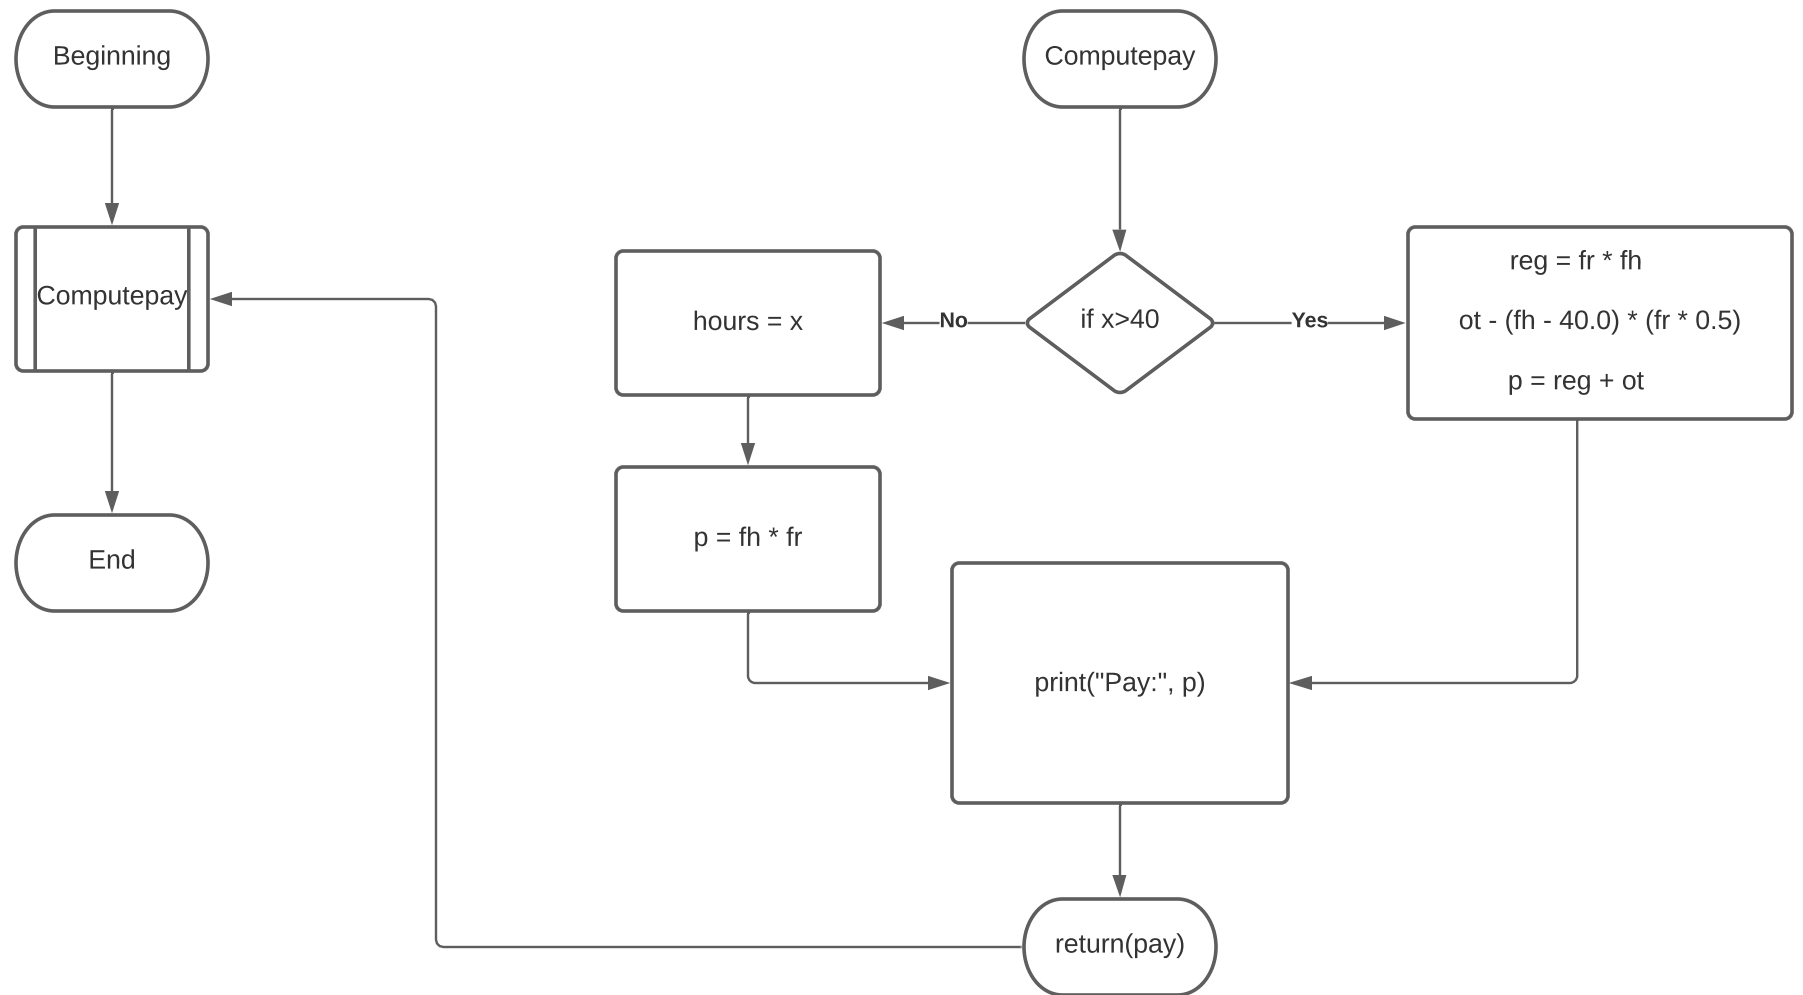 Beginning
Computepay
End
Computepay
if x>40
No
Yes
hours = x
p = fh * fr
reg = fr * fh
ot - (fh - 40.0) * (fr * 0.5)
p = reg + ot
print("Pay:", p)
return(pay)